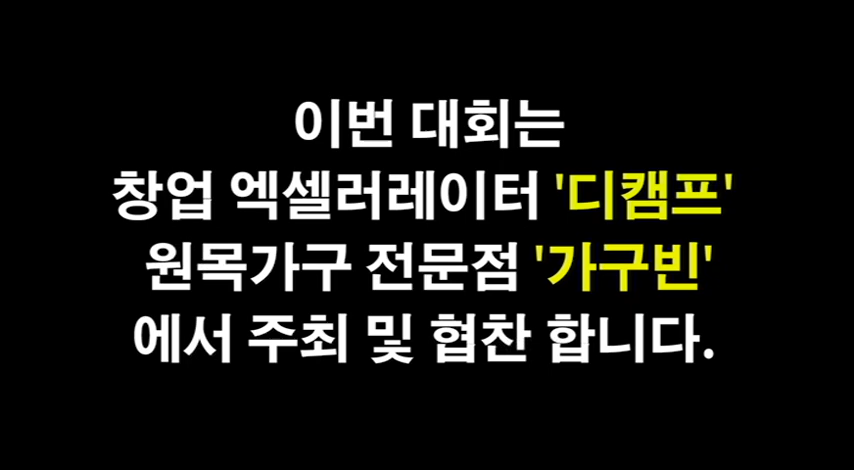 이번 대회는
창업 엑셀러레이터 '디캠프'
원목가구 전문점 '가구빈'
에서 주최 및 협찬 합니다.